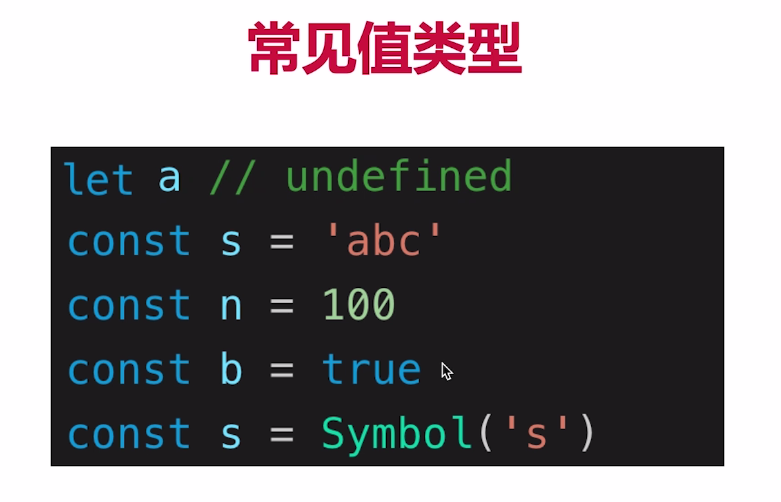 常见值类型
let a // undefined
const s = 'abc'
const n = 100
const b = true
const s = Symbol('s')